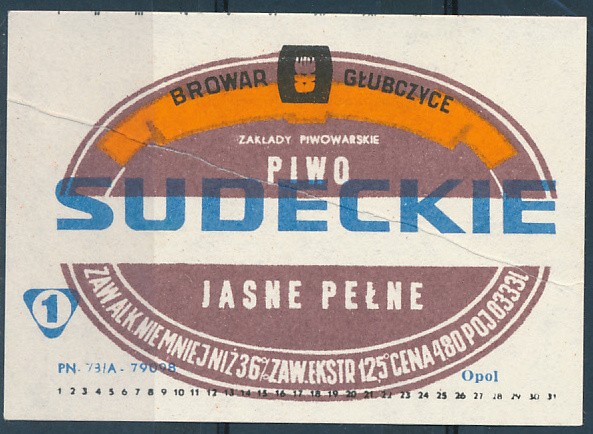 BROWAR GŁUBCZYCE
ZAKŁADY PIWOWARSKIE
PIWO
SUDECKIE
JASNE PEŁNE
1
ZAW.ALK.NIE MNIEJ NIŻ 3,6% ZAW.EKSTR 12,5° CENA 4,80 POJ.0,333L
PN-73/A-79098
Opol
1 2 3 4 5 6 7 8 9 10 11 12 13 14 15 16 17 18 19 20 21 22 23 24 25 26 27 28 29 30 31